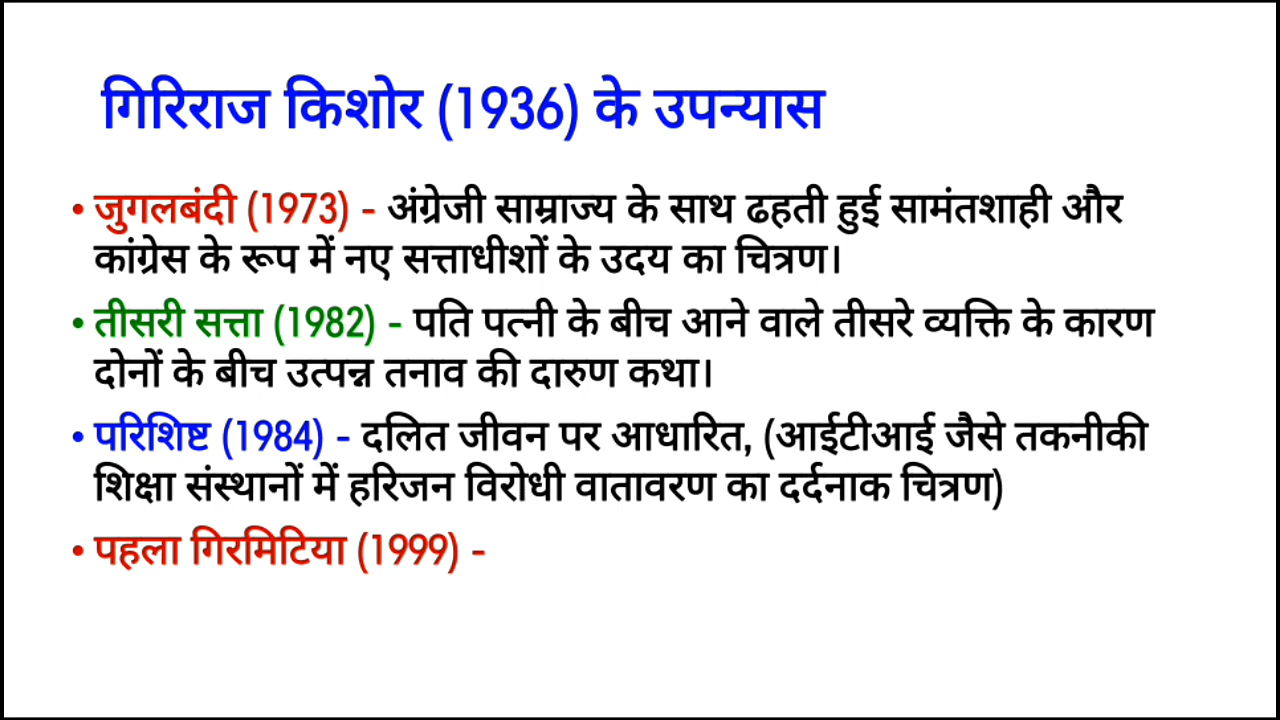 गिरिराज किशोर (1936) के उपन्यास
• जुगलबंदी (1973) - अंग्रेजी साम्राज्य के साथ ढहती हुई सामंतशाही और
कांग्रेस के रूप में नए सत्ताधीशों के उदय का चित्रण।
• तीसरी सत्ता (1982) - पति पत्नी के बीच आने वाले तीसरे व्यक्ति के कारण
दोनों के बीच उत्पन्न तनाव की दारुण कथा।
• परिशिष्ट (1984) - दलित जीवन पर आधारित, (आईटीआई जैसे तकनीकी
शिक्षा संस्थानों में हरिजन विरोधी वातावरण का दर्दनाक चित्रण)
• पहला गिरमिटिया (1999) -